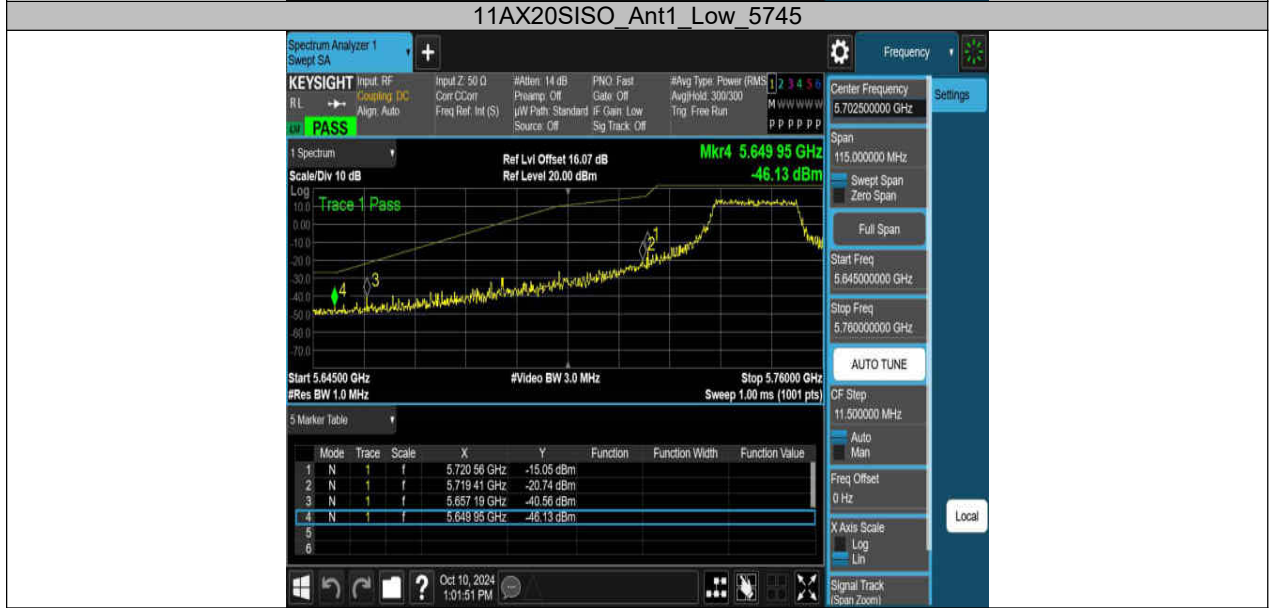 11AX20SISO_Ant1_Low_5745
Spectrum Analyzer 1
Swept SA
+
Frequency
KEYSIGHT
RL
PASS
Input: RF
Coupling: DC
Align: Auto
Input Z: 50 Ω
Corr CCorr
Freq Ref: Int (S)
#Atten: 14 dB
Preamp: Off
µW Path: Standard
Source: Off
PNO: Fast
Gate: Off
IF Gain: Low
Sig Track: Off
#Avg Type: Power (RMS
Avg|Hold: 300/300
Trig: Free Run
1 2 3 4 5 6
M W W W W W
P P P P P P
1 Spectrum
Scale/Div 10 dB
Ref Lvl Offset 16.07 dB
Ref Level 20.00 dBm
Mkr4 5.649 95 GHz
-46.13 dBm
Log
Trace 1 Pass
10.0
0.00
-10.0
-20.0
-30.0
-40.0
-50.0
-60.0
-70.0
4
3
2
1
Start 5.64500 GHz
#Res BW 1.0 MHz
#Video BW 3.0 MHz
Stop 5.76000 GHz
Sweep 1.00 ms (1001 pts)
5 Marker Table
Mode Trace Scale X Y Function Function Width Function Value
1 N 1 f 5.720 56 GHz -15.05 dBm
2 N 1 f 5.719 41 GHz -20.74 dBm
3 N 1 f 5.657 19 GHz -40.56 dBm
4 N 1 f 5.649 95 GHz -46.13 dBm
5
6
?
Oct 10, 2024
1:01:51 PM
Center Frequency
5.702500000 GHz
Settings
Span
115.000000 MHz
Swept Span
Zero Span
Full Span
Start Freq
5.645000000 GHz
Stop Freq
5.760000000 GHz
AUTO TUNE
CF Step
11.500000 MHz
Auto
Man
Freq Offset
0 Hz
X Axis Scale
Log
Lin
Local
Signal Track
(Span Zoom)